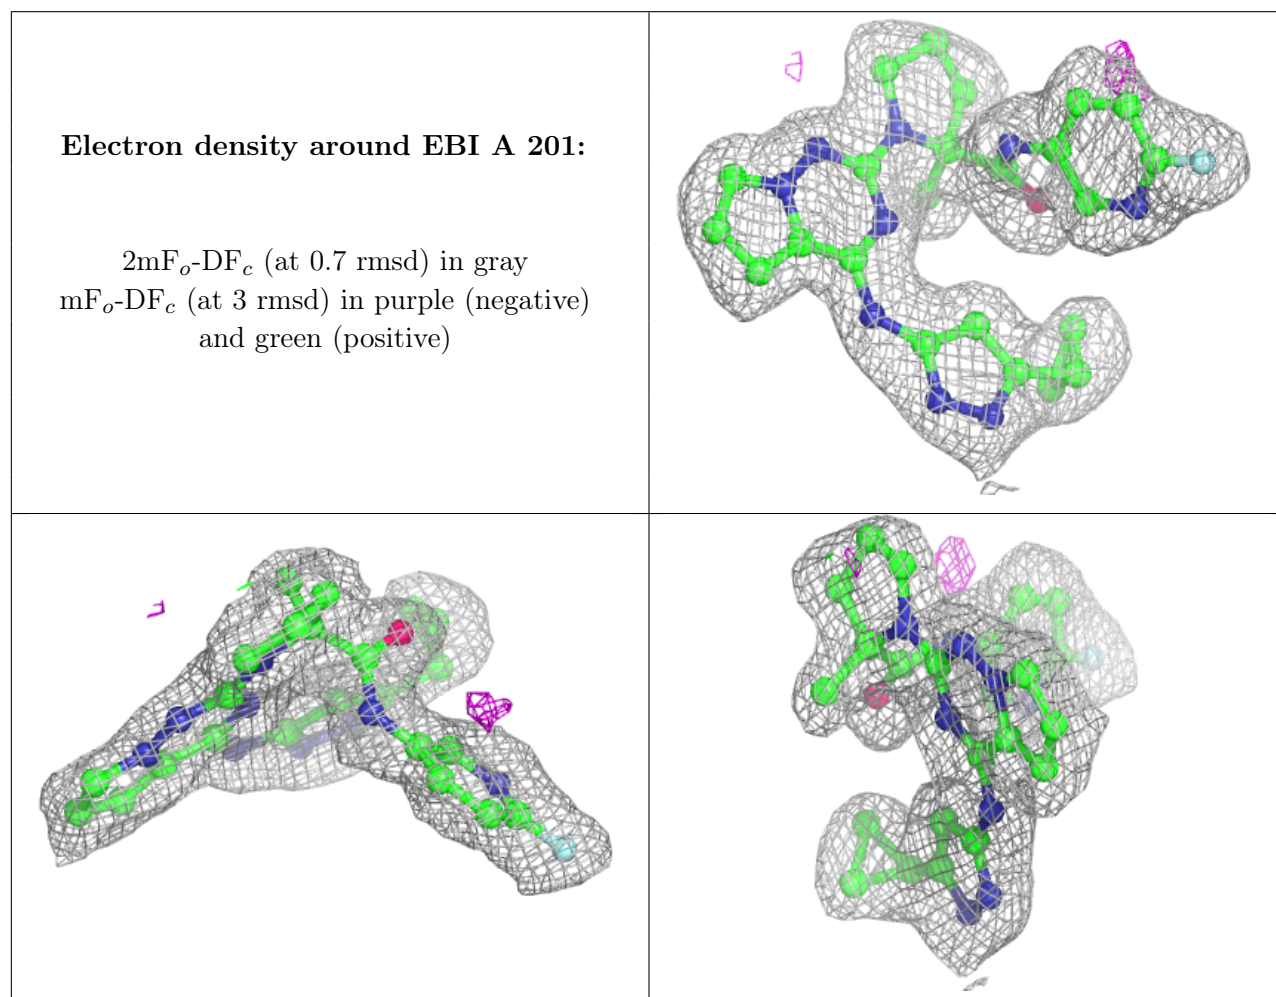 Electron density around EBI A 201:
2mFo-DFc (at 0.7 rmsd) in gray
mFo-DFc (at 3 rmsd) in purple (negative)
and green (positive)